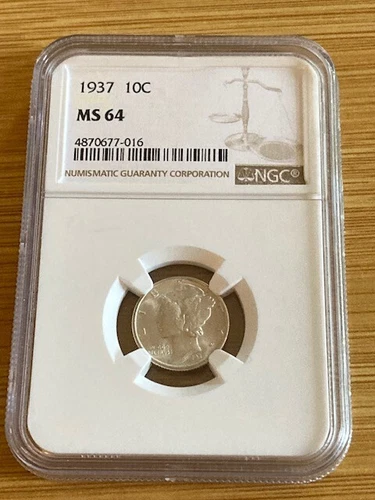 1937 10C
MS 64
4870677-016
NUMISMATIC GUARANTY CORPORATION
NGC®